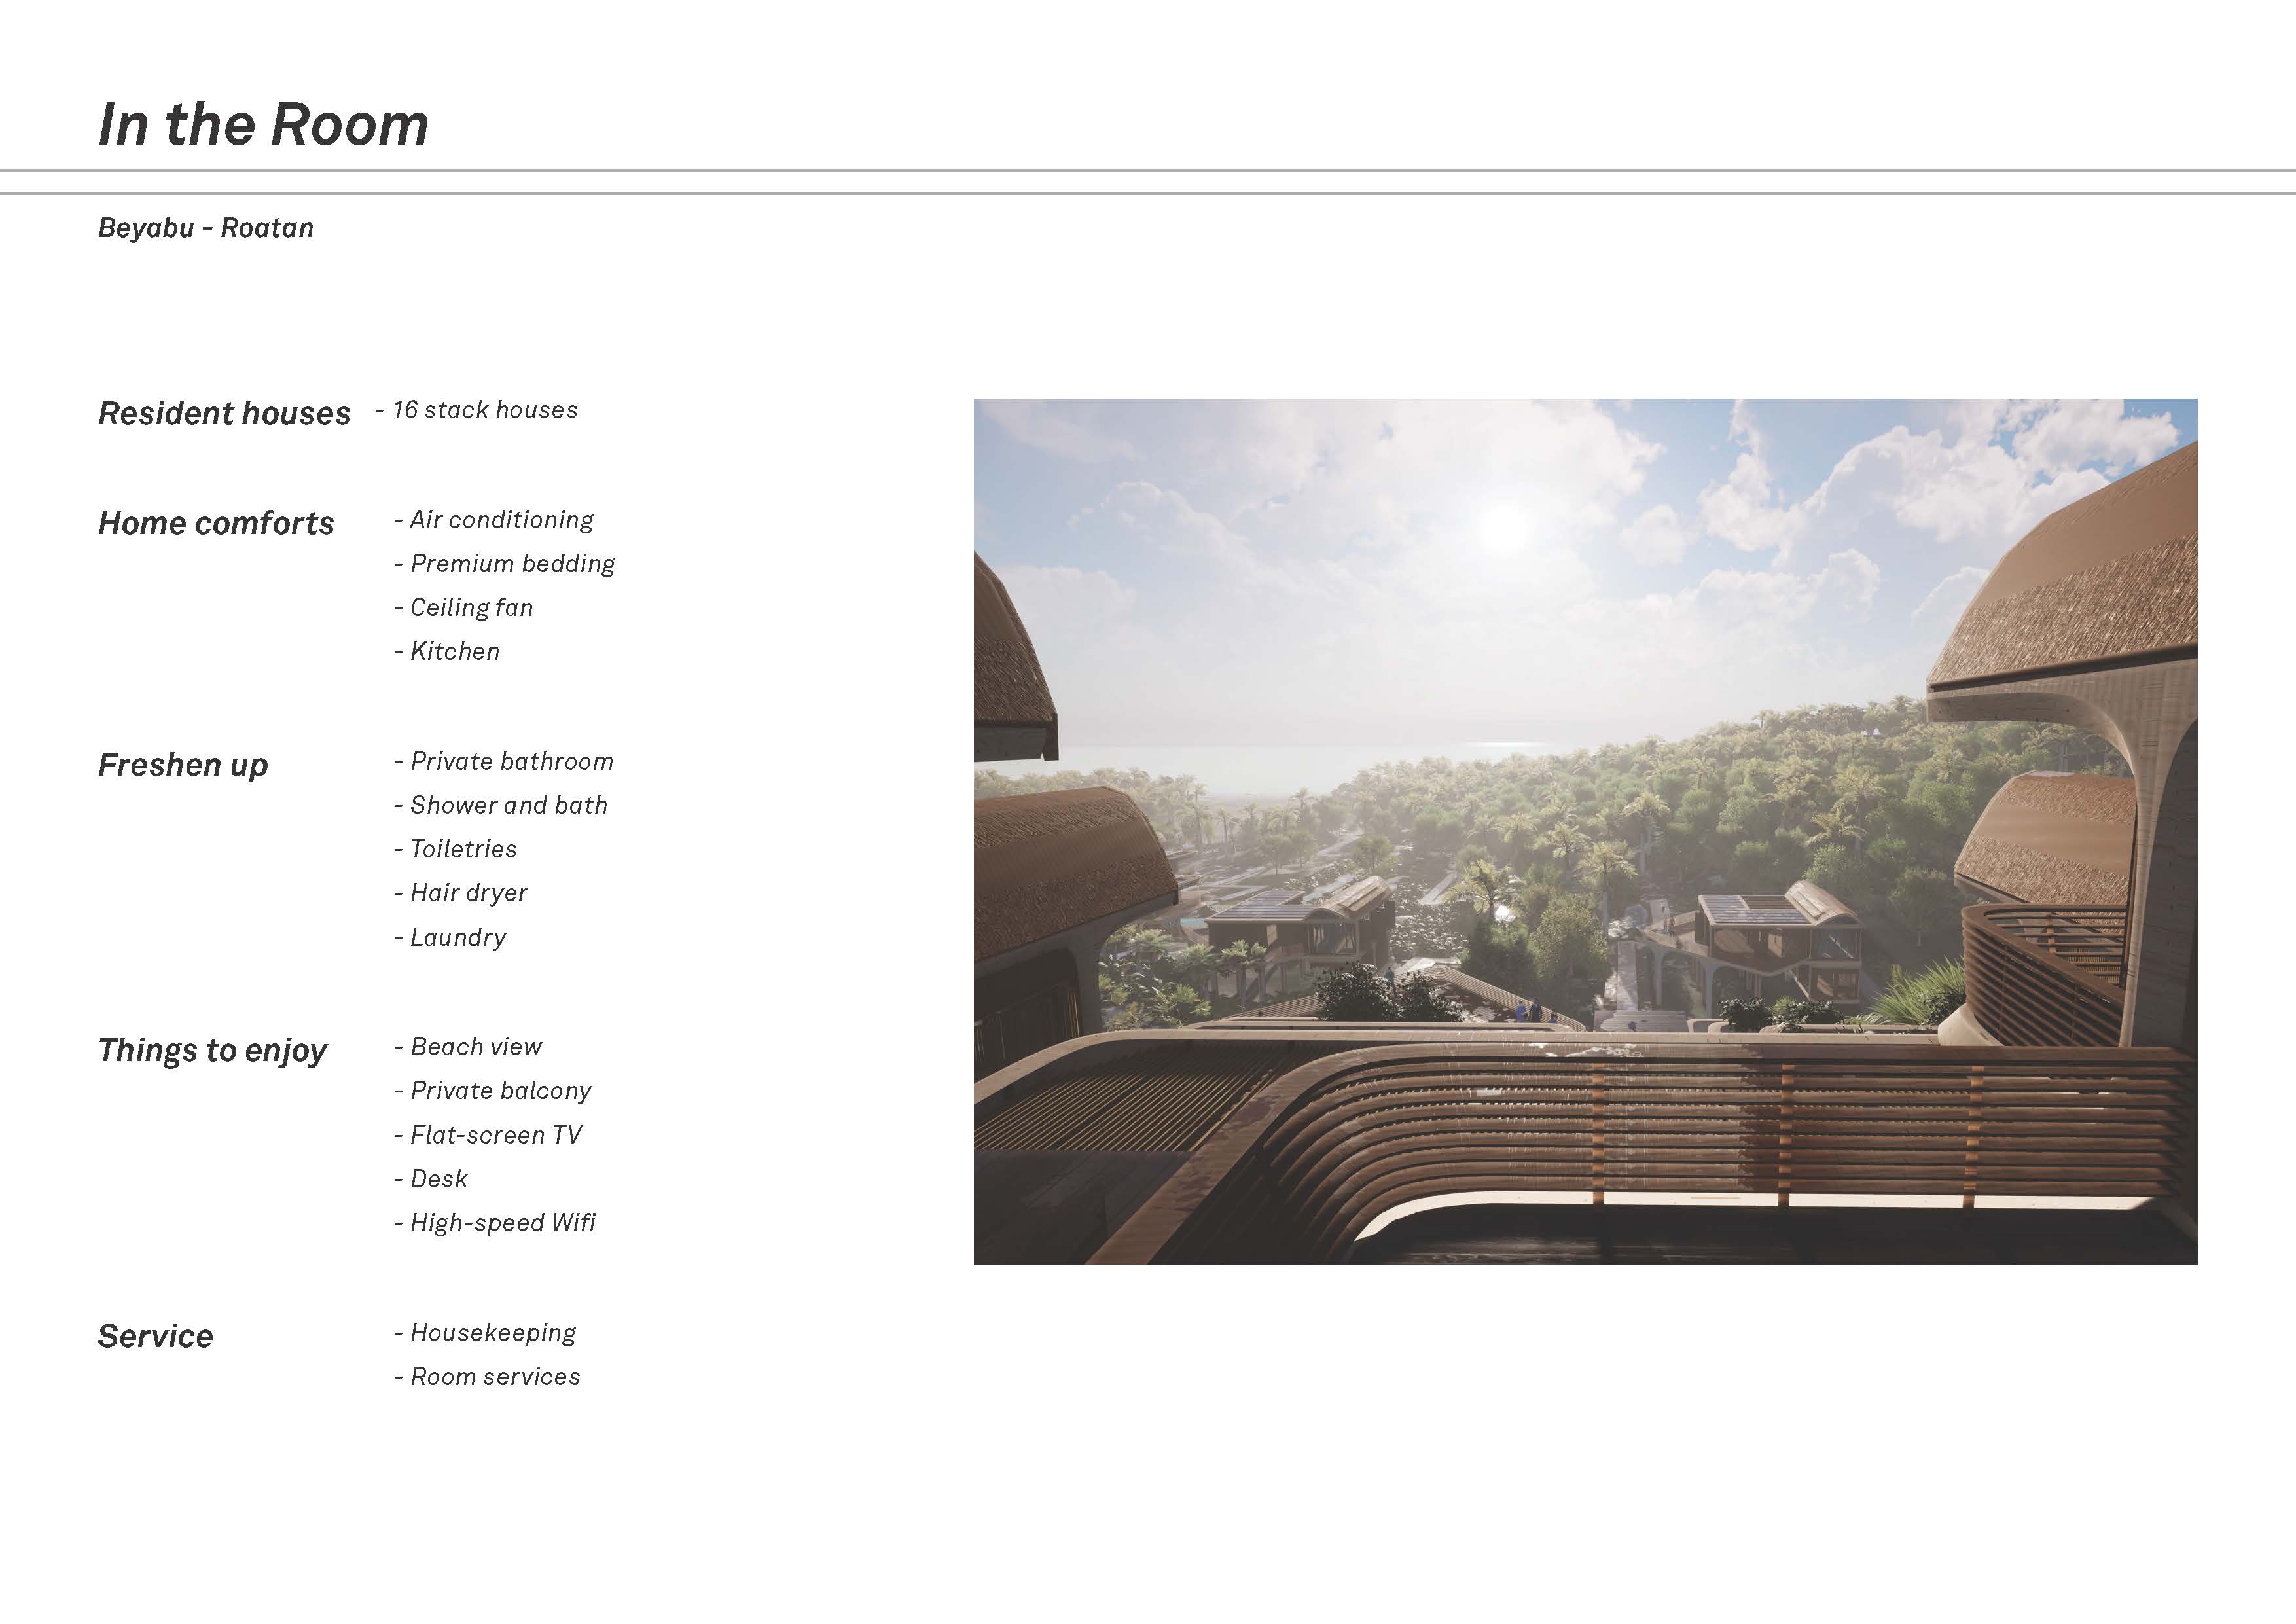 In the Room
Beyabu - Roatan
Resident houses - 16 stack houses
Home comforts - Air conditioning
- Premium bedding
- Ceiling fan
- Kitchen
Freshen up - Private bathroom
- Shower and bath
- Toiletries
- Hair dryer
- Laundry
Things to enjoy - Beach view
- Private balcony
- Flat-screen TV
- Desk
- High-speed Wifi
Service - Housekeeping
- Room services